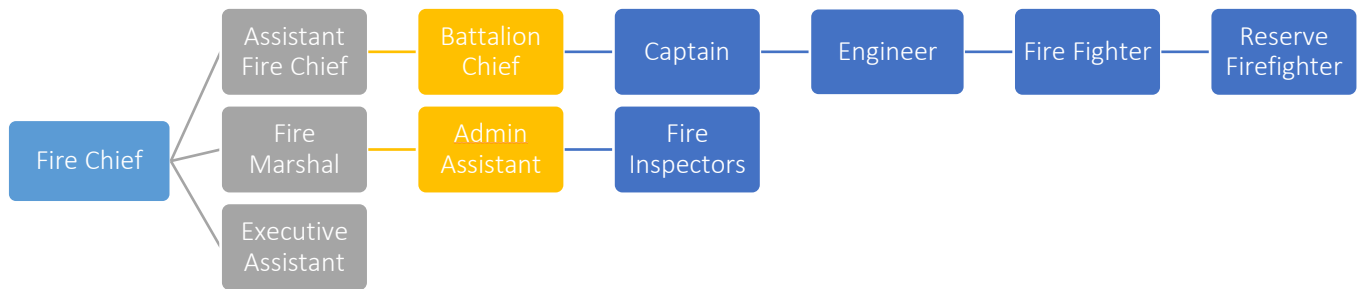 Assistant
Fire Chief
Battalion
Chief
Captain
Engineer
Fire Fighter
Reserve
Firefighter
Fire Chief
Fire
Marshal
Admin
Assistant
Fire
Inspectors
Executive
Assistant